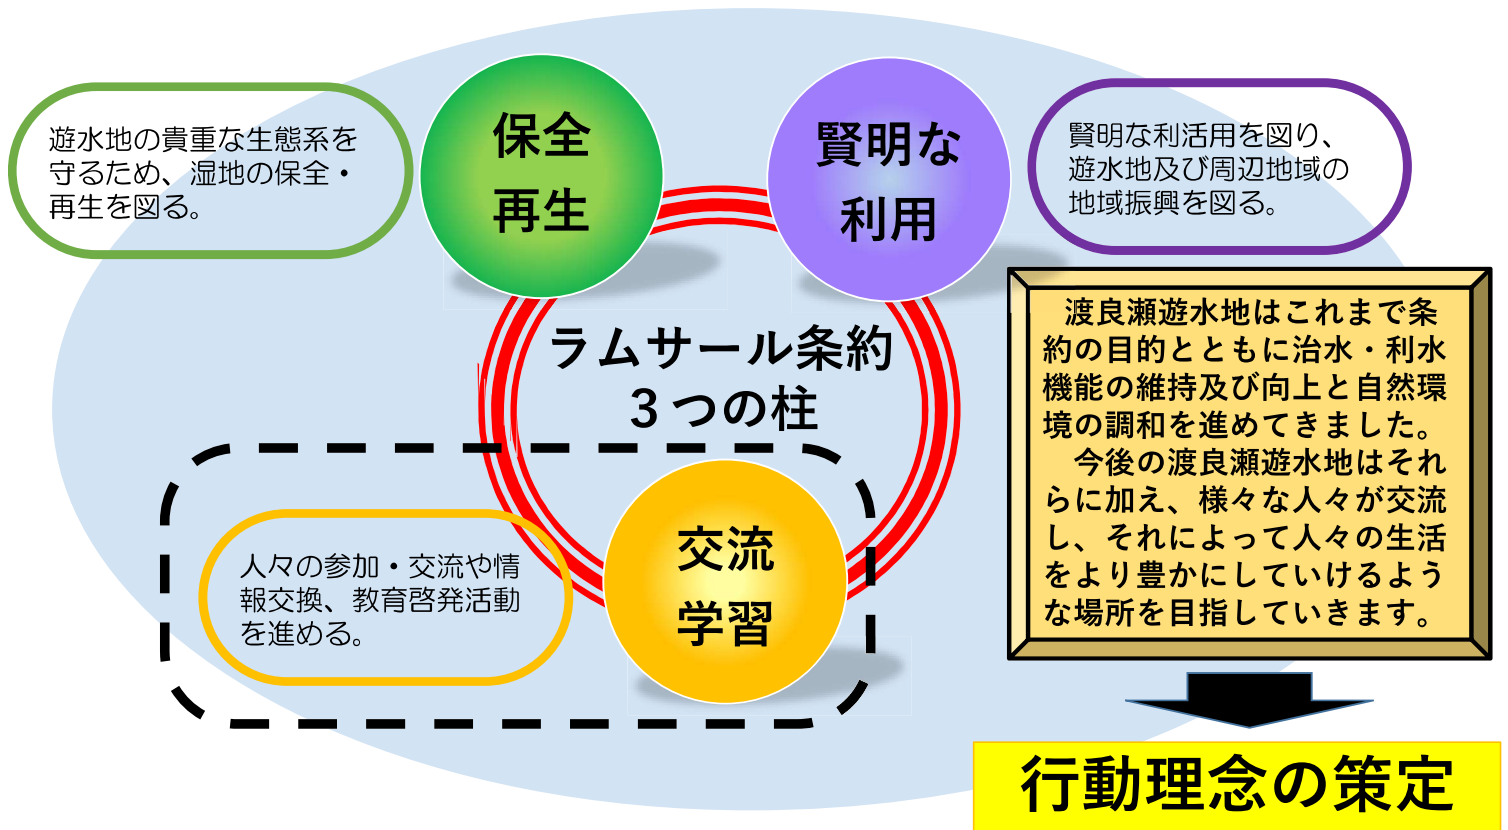 保全
再生
遊水地の貴重な生態系を
守るため、湿地の保全・
再生を図る。
賢明な
利用
賢明な利活用を図り、
遊水地及び周辺地域の
地域振興を図る。
ラムサール条約
３つの柱
交流
学習
人々の参加・交流や情
報交換、教育啓発活動
を進める。
渡良瀬遊水地はこれまで条
約の目的とともに治水・利水
機能の維持及び向上と自然環
境の調和を進めてきました。
今後の渡良瀬遊水地はそれ
らに加え、様々な人々が交流
し、それによって人々の生活
をより豊かにしていけるよう
な場所を目指していきます。
行動理念の策定